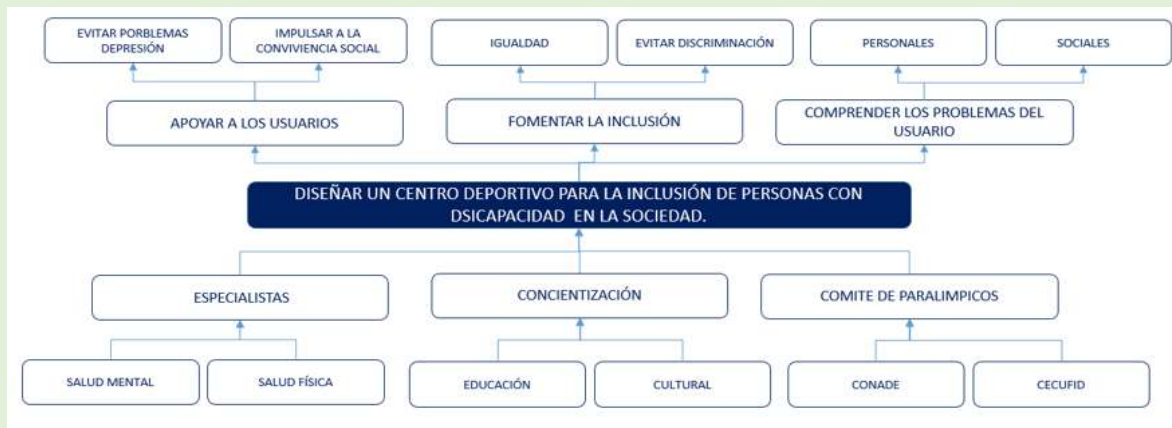 EVITAR PORBLEMAS
DEPRESIÓN
IMPULSAR A LA
CONVIVIENCIA SOCIAL
IGUALDAD
EVITAR DISCRIMINACIÓN
PERSONALES
SOCIALES
APOYAR A LOS USUARIOS
FOMENTAR LA INCLUSIÓN
COMPRENDER LOS PROBLEMAS DEL
USUARIO
DISEÑAR UN CENTRO DEPORTIVO PARA LA INCLUSIÓN DE PERSONAS CON
DSICAPACIDAD EN LA SOCIEDAD.
ESPECIALISTAS
CONCIENTIZACIÓN
COMITE DE PARALIMPICOS
SALUD MENTAL
SALUD FÍSICA
EDUCACIÓN
CULTURAL
CONADE
CECUFID